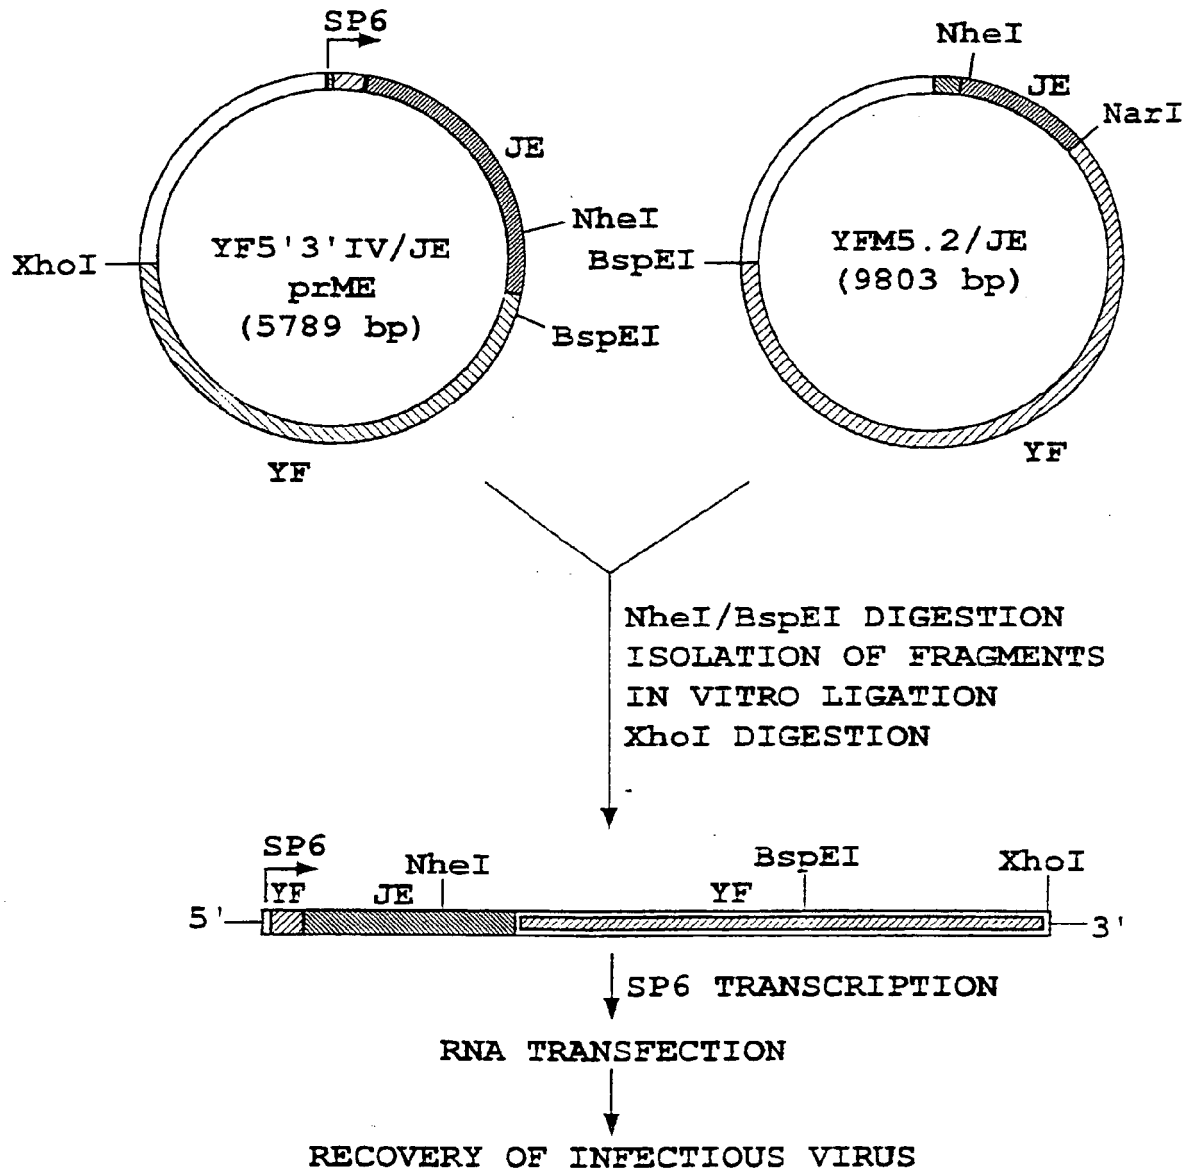 SP6
JE
NheI
BspEI
XhoI
YF5'3'IV/JE
prME
(5789 bp)
YF
NheI
JE
NarI
BspEI
YFM5.2/JE
(9803 bp)
YF
NheI/BspEI DIGESTION
ISOLATION OF FRAGMENTS
IN VITRO LIGATION
XhoI DIGESTION
SP6
YF
JE
NheI
YF
BspEI
XhoI
5'
3'
SP6 TRANSCRIPTION
RNA TRANSFECTION
RECOVERY OF INFECTIOUS VIRUS